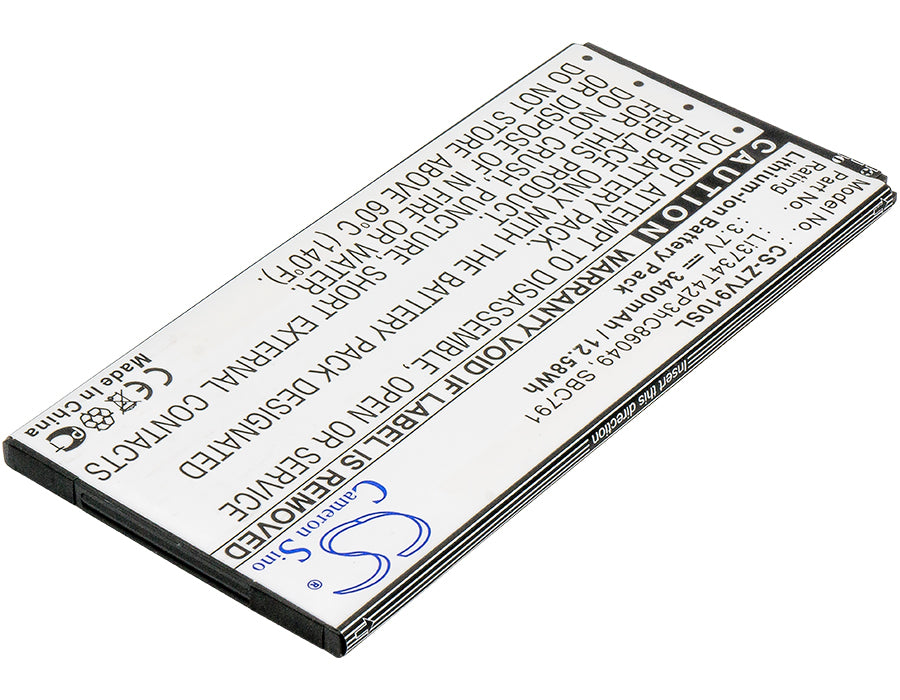 Model No. : CS-ZTV910SL
Part No. : Li3734T42P3hC86049, SBC791
Rating : 3.7V 3400mAh / 12.58Wh
Lithium-Ion Battery Pack
CAUTION WARRANTY VOID IF LABEL IS REMOVED
DO NOT ATTEMPT TO DISASSEMBLE, OPEN OR SERVICE
THE BATTERY PACK.
REPLACE ONLY WITH THE BATTERY PACK DESIGNATED
FOR THIS PRODUCT.
DO NOT CRUSH, PUNCTURE, SHORT EXTERNAL CONTACTS
OR DISPOSE OF IN FIRE OR WATER.
DO NOT STORE ABOVE 60°C (140°F).
Made in China
CE
PC
CS
Cameron Sino
®
Insert this direction